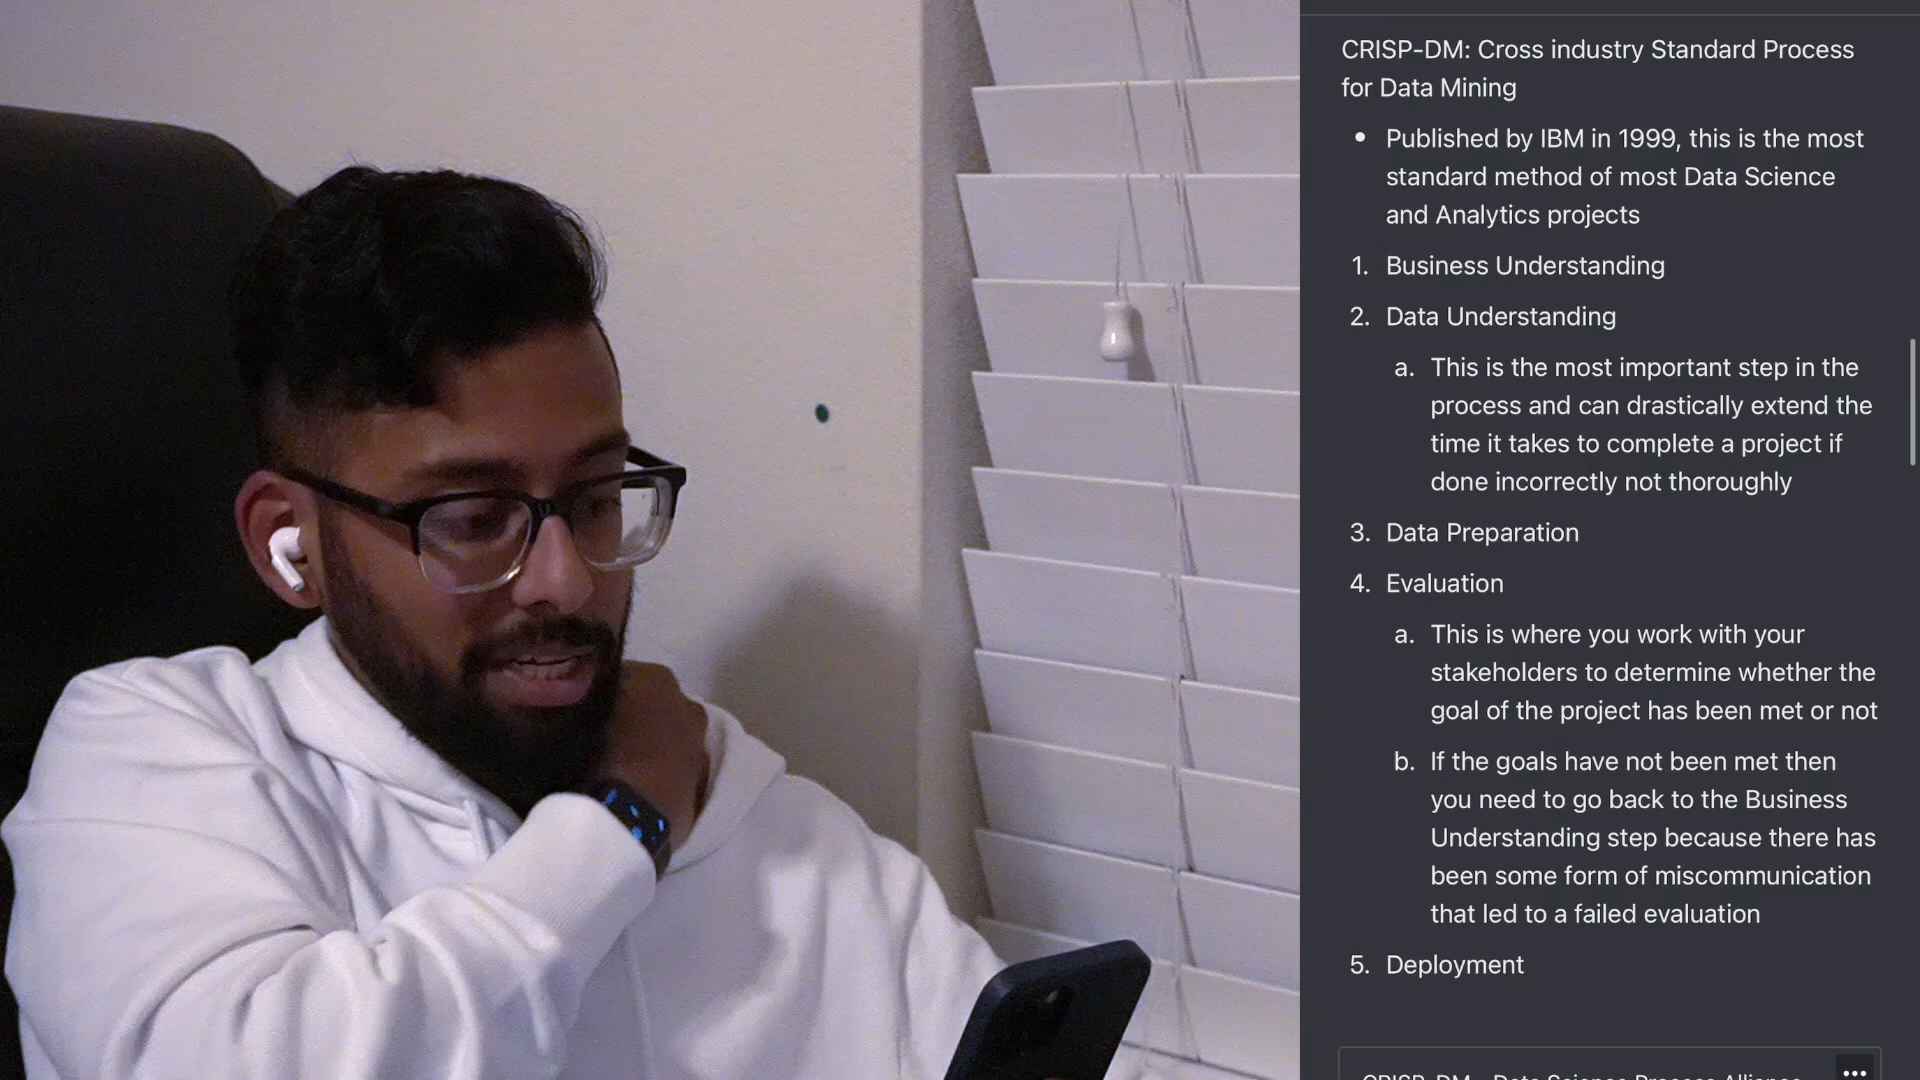 CRISP-DM: Cross industry Standard Process
for Data Mining
• Published by IBM in 1999, this is the most
standard method of most Data Science
and Analytics projects
1. Business Understanding
2. Data Understanding
a. This is the most important step in the
process and can drastically extend the
time it takes to complete a project if
done incorrectly not thoroughly
3. Data Preparation
4. Evaluation
a. This is where you work with your
stakeholders to determine whether the
goal of the project has been met or not
b. If the goals have not been met then
you need to go back to the Business
Understanding step because there has
been some form of miscommunication
that led to a failed evaluation
5. Deployment
CRISP-DM - Data Science Process Alliance